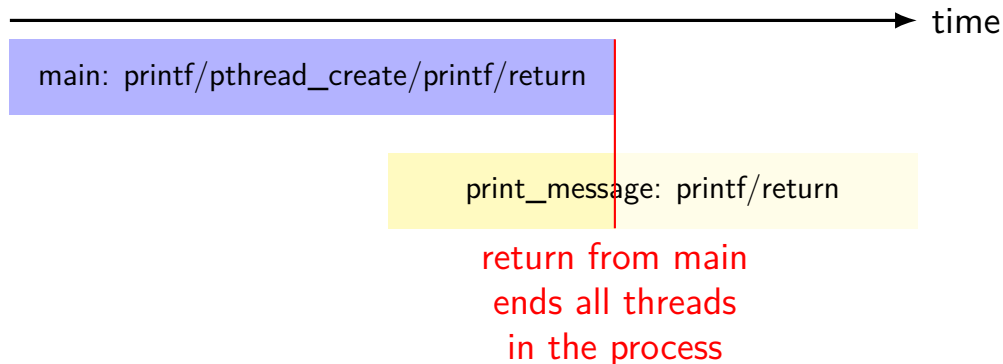 time
main: printf/pthread_create/printf/return
print_message: printf/return
return from main
ends all threads
in the process